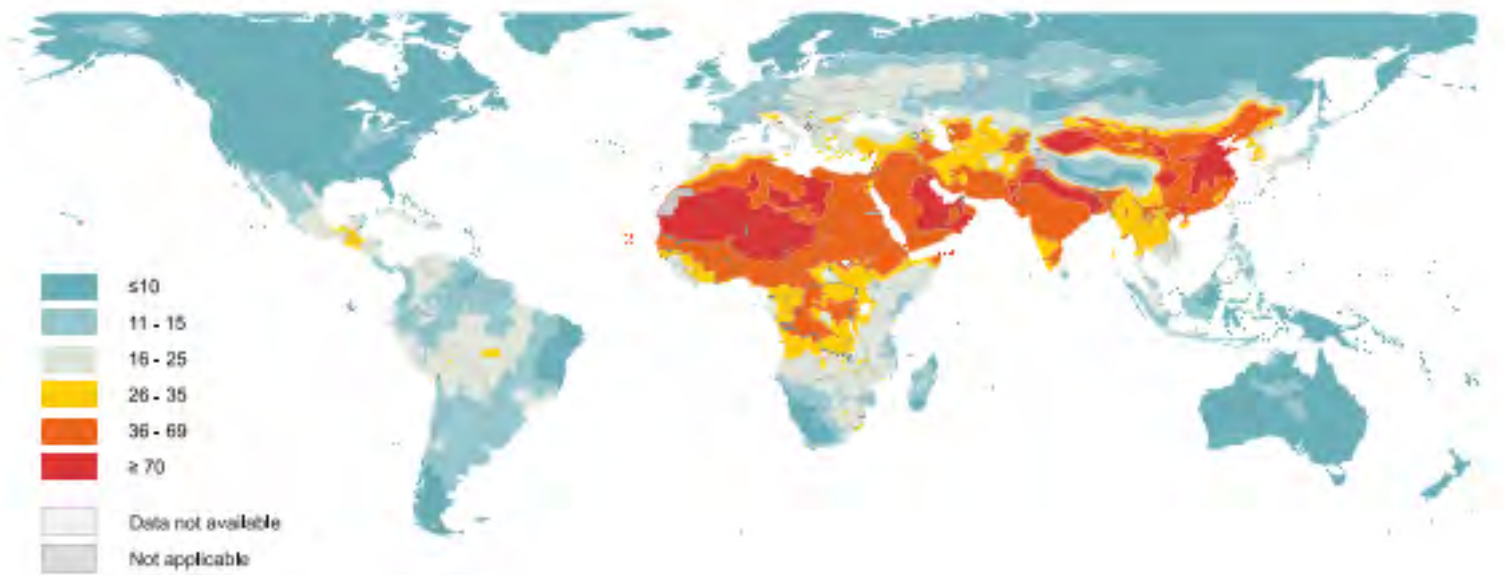 ≤10
11 - 15
16 - 25
26 - 35
36 - 69
≥ 70
Data not available
Not applicable